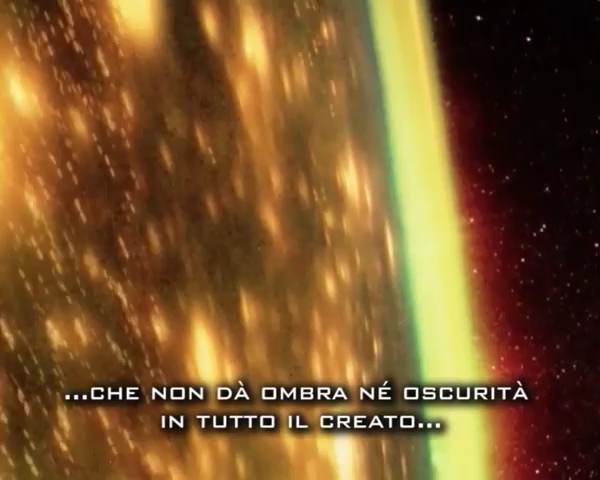 ...CHE NON DÀ OMBRA NÉ OSCURITÀ
IN TUTTO IL CREATO...